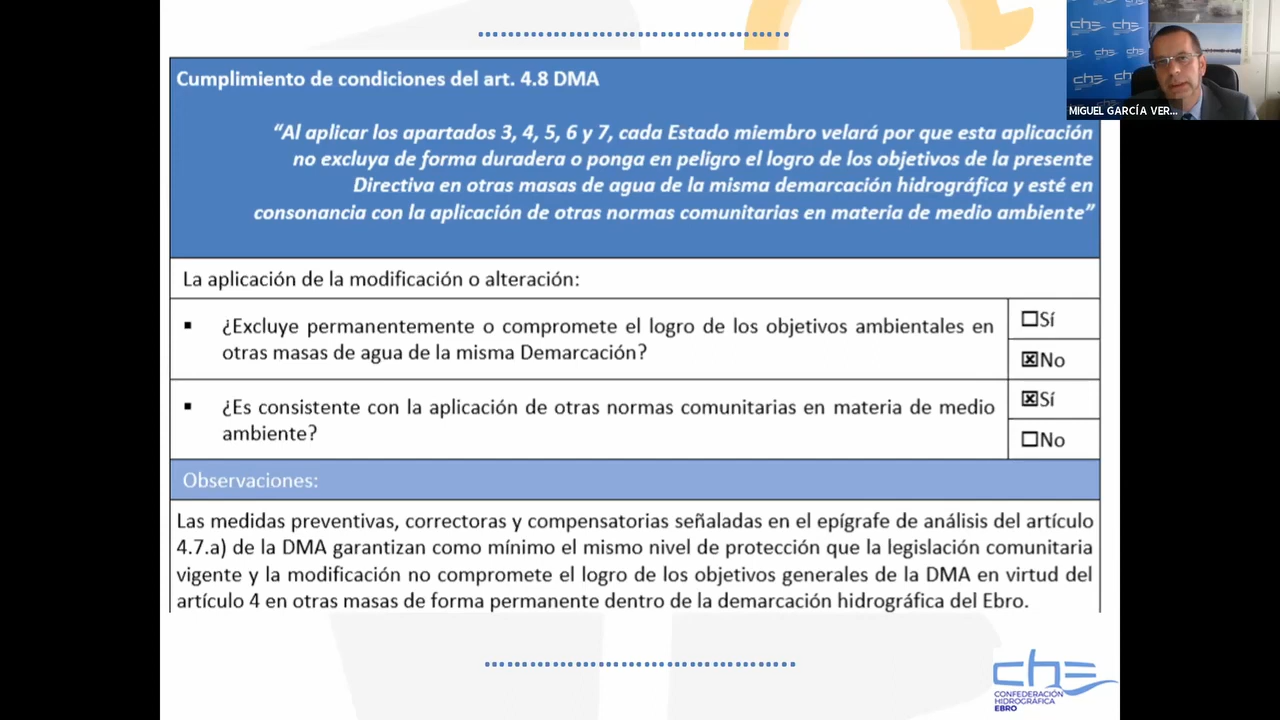 Cumplimiento de condiciones del art. 4.8 DMA
“Al aplicar los apartados 3, 4, 5, 6 y 7, cada Estado miembro velará por que esta aplicación
no excluya de forma duradera o ponga en peligro el logro de los objetivos de la presente
Directiva en otras masas de agua de la misma demarcación hidrográfica y esté en
consonancia con la aplicación de otras normas comunitarias en materia de medio ambiente”
La aplicación de la modificación o alteración:
¿Excluye permanentemente o compromete el logro de los objetivos ambientales en
otras masas de agua de la misma Demarcación?
☐Sí
☒No
¿Es consistente con la aplicación de otras normas comunitarias en materia de medio
ambiente?
☒Sí
☐No
Observaciones:
Las medidas preventivas, correctoras y compensatorias señaladas en el epígrafe de análisis del artículo
4.7.a) de la DMA garantizan como mínimo el mismo nivel de protección que la legislación comunitaria
vigente y la modificación no compromete el logro de los objetivos generales de la DMA en virtud del
artículo 4 en otras masas de forma permanente dentro de la demarcación hidrográfica del Ebro.
MIGUEL GARCÍA VER...
che
CONFEDERACIÓN
HIDROGRÁFICA
EBRO
che
che
che
che
che
che